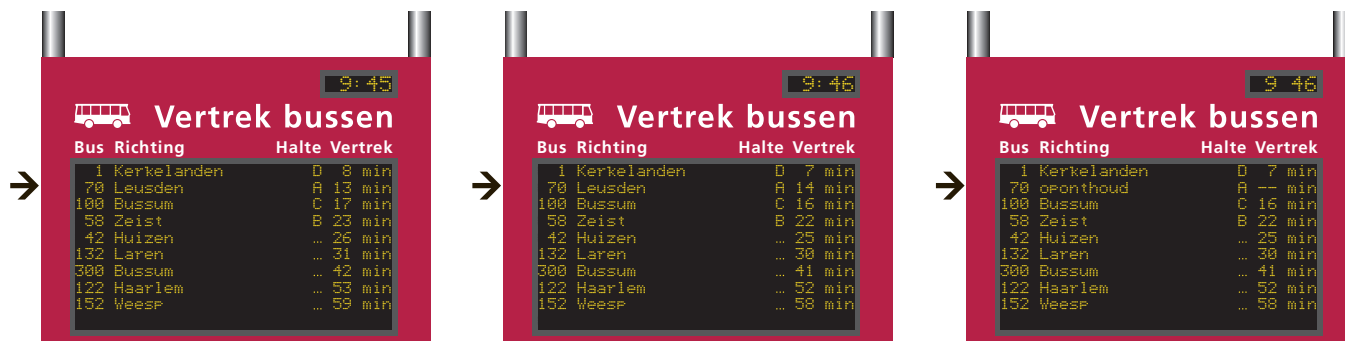 9:45
Vertrek bussen
Bus Richting Halte Vertrek
1 Kerkelanden D 8 min
70 Leusden A 13 min
100 Bussum C 17 min
58 Zeist B 23 min
42 Huizen ... 26 min
132 Laren ... 31 min
300 Bussum ... 42 min
122 Haarlem ... 53 min
152 Weesp ... 59 min
9:46
Vertrek bussen
Bus Richting Halte Vertrek
1 Kerkelanden D 7 min
70 Leusden A 14 min
100 Bussum C 16 min
58 Zeist B 22 min
42 Huizen ... 25 min
132 Laren ... 30 min
300 Bussum ... 41 min
122 Haarlem ... 52 min
152 Weesp ... 58 min
9 46
Vertrek bussen
Bus Richting Halte Vertrek
1 Kerkelanden D 7 min
70 oponthoud A -- min
100 Bussum C 16 min
58 Zeist B 22 min
42 Huizen ... 25 min
132 Laren ... 30 min
300 Bussum ... 41 min
122 Haarlem ... 52 min
152 Weesp ... 58 min